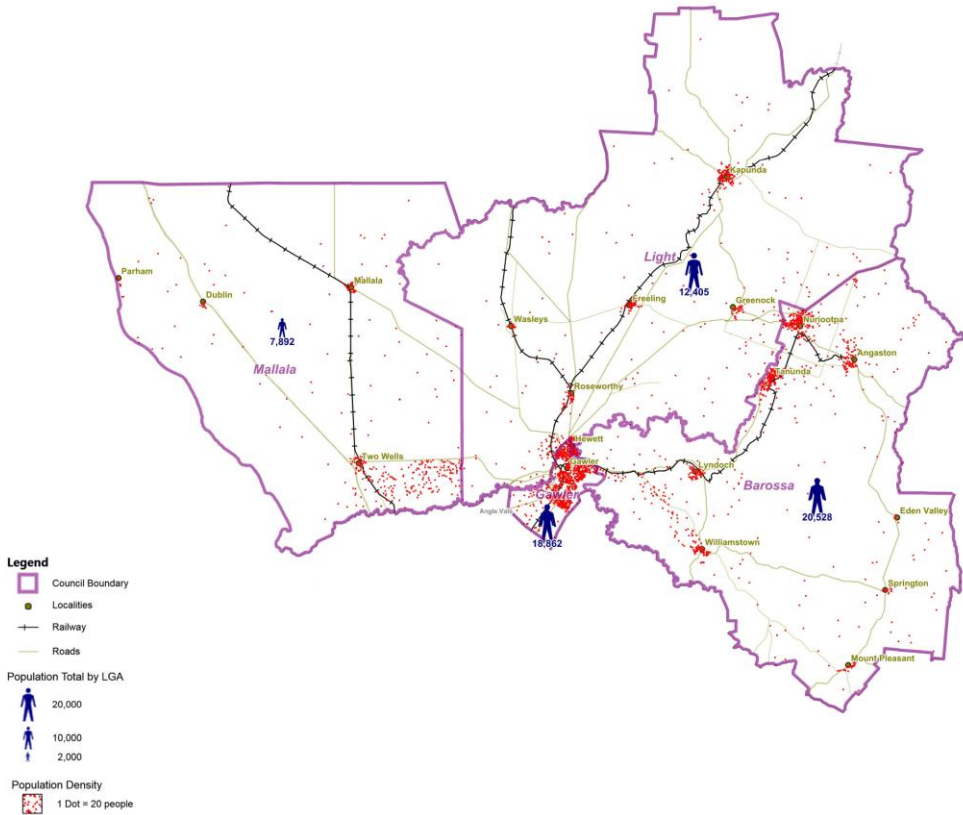 Kapunda
Light
12,405
Parham
Mallala
Dublin
Freeling
Greenock
Nuriootpa
Wasleys
7,892
Angaston
Mallala
Tanunda
Roseworthy
Hewett
Two Wells
Gawler
Lyndoch
Barossa
Gawler
20,528
Angle Vale
Eden Valley
18,862
Williamstown
Springton
Mount Pleasant
Legend
Council Boundary
Localities
Railway
Roads
Population Total by LGA
20,000
10,000
2,000
Population Density
1 Dot = 20 people